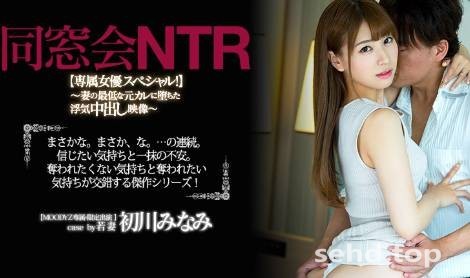 同窓会NTR
【専属女優スペシャル!】
~妻の最低な元カレに堕ちた
浮気中出し映像~
まさかな。まさか、な。…の連続。
信じたい気持ちと一抹の不安。
奪われたくない気持ちと奪われたい
気持ちが交錯する傑作シリーズ!
【MOODYZ専属・限定出演】
case by若妻 初川みなみ
sehd.top